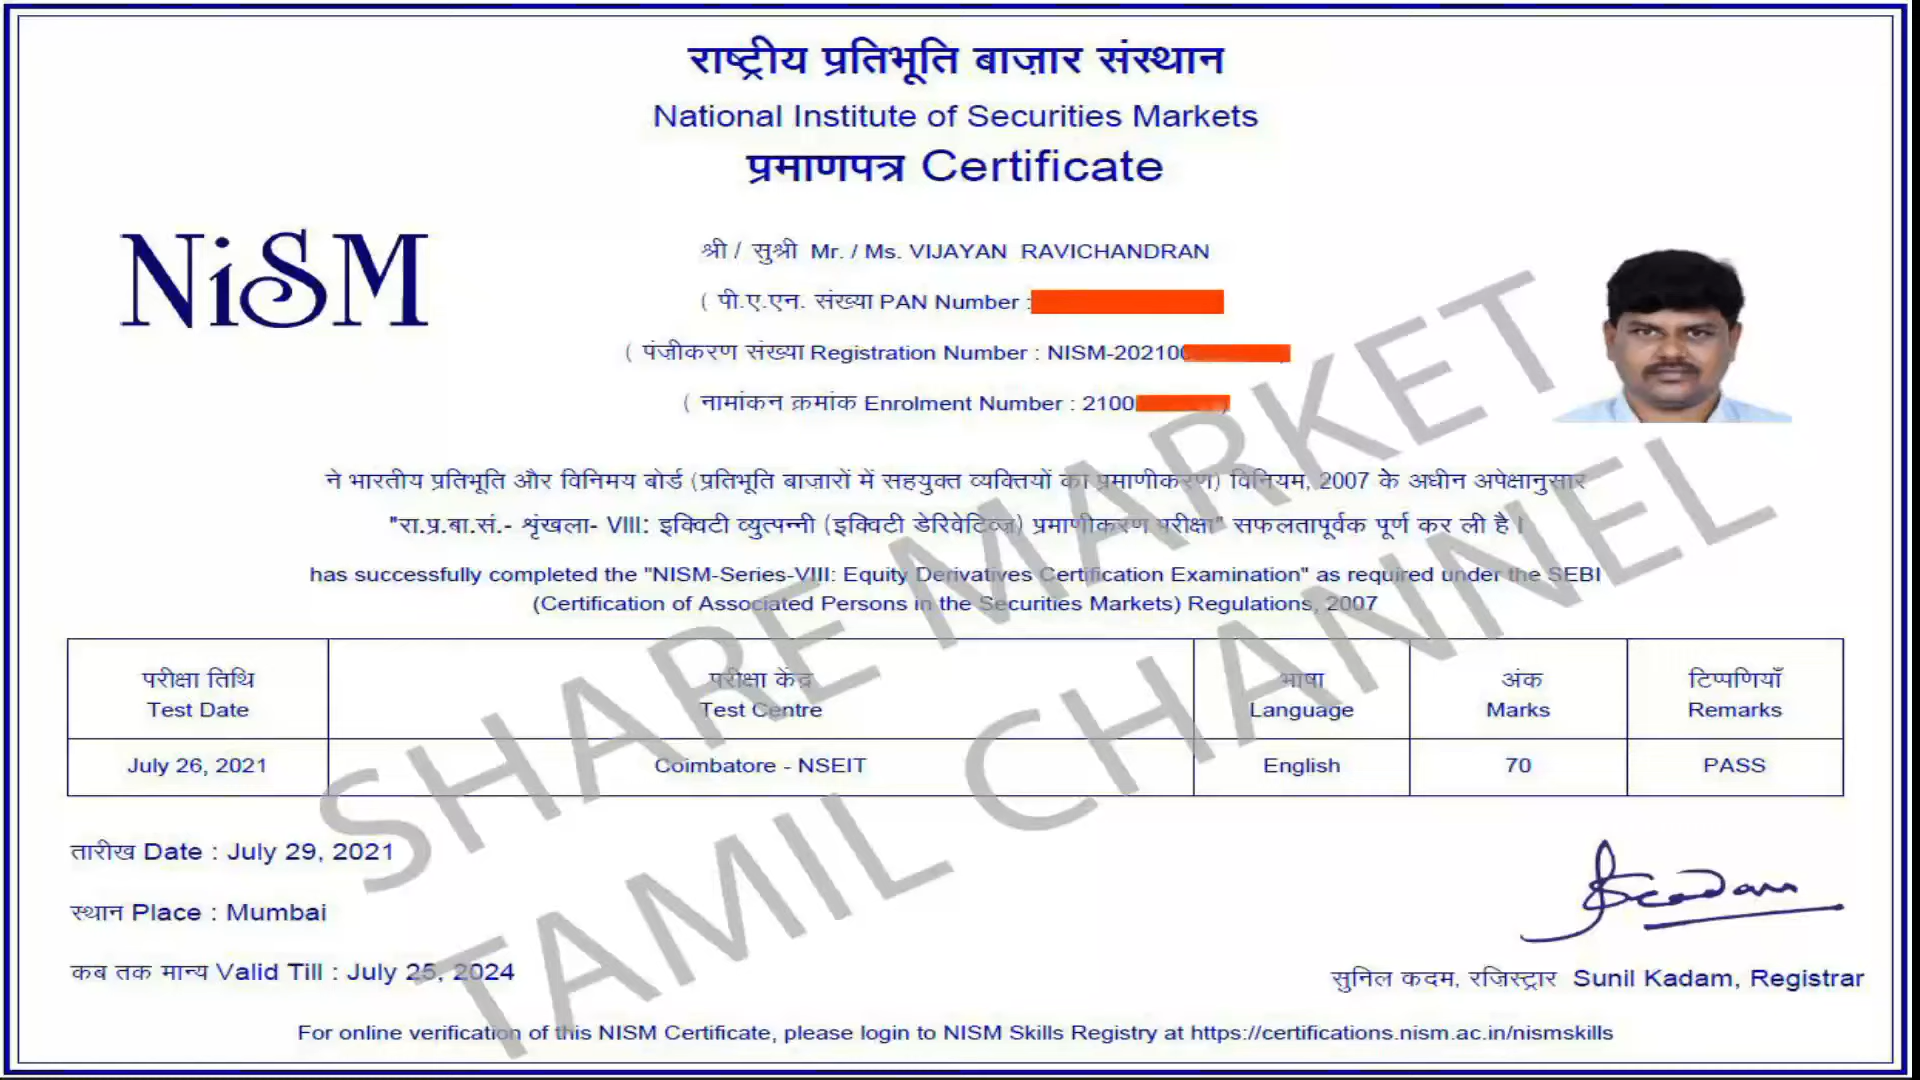 राष्ट्रीय प्रतिभूति बाज़ार संस्थान
National Institute of Securities Markets
प्रमाणपत्र Certificate
NiSM
श्री / सुश्री Mr. / Ms. VIJAYAN RAVICHANDRAN
( पी.ए.एन. संख्या PAN Number :
( पंजीकरण संख्या Registration Number : NISM-20210
( नामांकन क्रमांक Enrolment Number : 2100
ने भारतीय प्रतिभूति और विनिमय बोर्ड (प्रतिभूति बाज़ारों में सहयुक्त व्यक्तियों का प्रमाणीकरण) विनियम, 2007 के अधीन अपेक्षानुसार
"रा.प्र.बा.सं.- श्रृंखला- VIII: इक्विटी व्युत्पन्नी (इक्विटी डेरिवेटिव्ज़) प्रमाणीकरण परीक्षा" सफलतापूर्वक पूर्ण कर ली है।
has successfully completed the "NISM-Series-VIII: Equity Derivatives Certification Examination" as required under the SEBI
(Certification of Associated Persons in the Securities Markets) Regulations, 2007
परीक्षा तिथि परीक्षा केंद्र भाषा अंक टिप्पणियाँ
Test Date Test Centre Language Marks Remarks
July 26, 2021 Coimbatore - NSEIT English 70 PASS
तारीख Date : July 29, 2021
स्थान Place : Mumbai
कब तक मान्य Valid Till : July 25, 2024
सुनिल कदम, रजिस्ट्रार Sunil Kadam, Registrar
For online verification of this NISM Certificate, please login to NISM Skills Registry at https://certifications.nism.ac.in/nismskills
SHARE MARKET
TAMIL CHANNEL